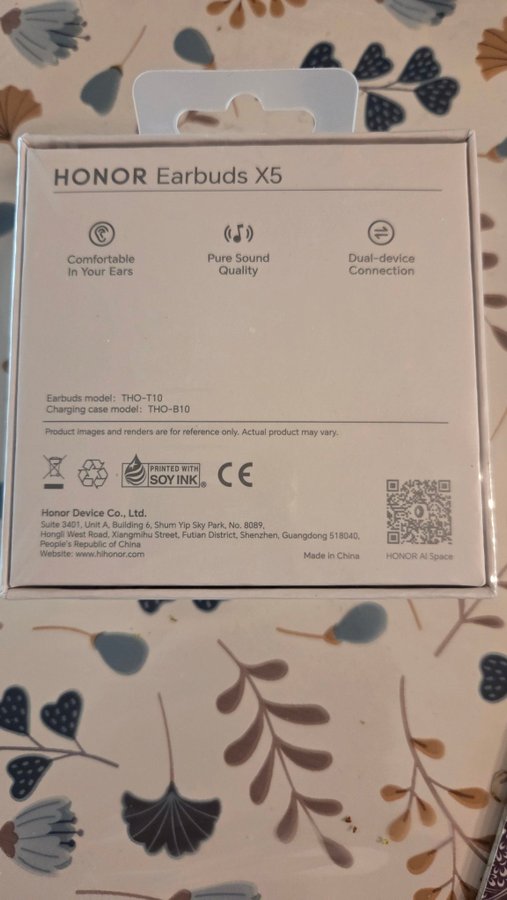 HONOR Earbuds X5
Comfortable
In Your Ears
Pure Sound
Quality
Dual-device
Connection
Earbuds model: THO-T10
Charging case model: THO-B10
Product images and renders are for reference only. Actual product may vary.
PRINTED WITH
SOY INK
CE
Honor Device Co., Ltd.
Suite 3401, Unit A, Building 6, Shum Yip Sky Park, No. 8089,
Hongli West Road, Xiangmihu Street, Futian District, Shenzhen, Guangdong 518040,
People's Republic of China
Website: www.hihonor.com
Made in China
HONOR AI Space